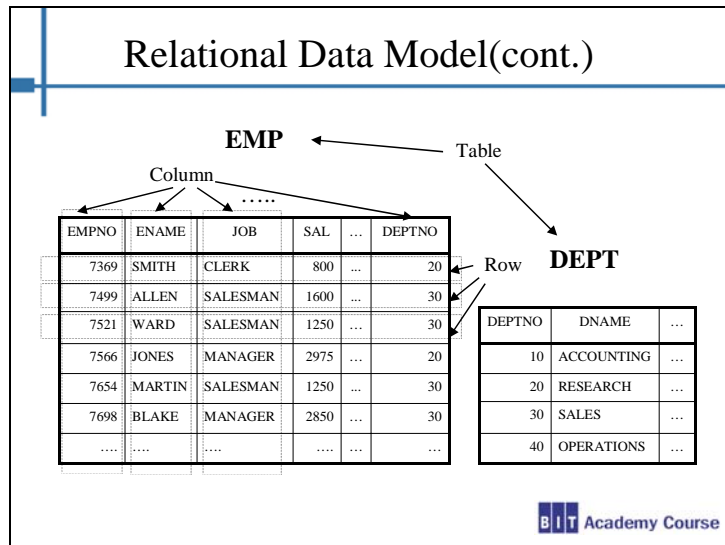 Relational Data Model(cont.)
EMP
Table
Column
.....
EMPNO ENAME JOB SAL ... DEPTNO
7369 SMITH CLERK 800 ... 20
Row
DEPT
7499 ALLEN SALESMAN 1600 ... 30
7521 WARD SALESMAN 1250 ... 30
7566 JONES MANAGER 2975 ... 20
7654 MARTIN SALESMAN 1250 ... 30
7698 BLAKE MANAGER 2850 ... 30
.... .... .... .... ... ...
DEPTNO DNAME ...
10 ACCOUNTING ...
20 RESEARCH ...
30 SALES ...
40 OPERATIONS ...
BIT Academy Course